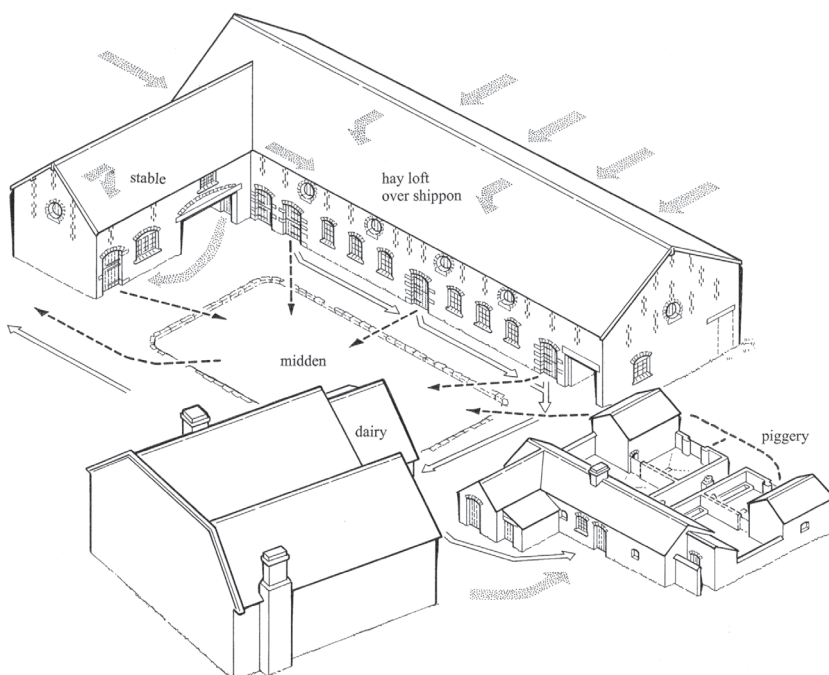 stable
hay loft
over shippon
midden
dairy
piggery